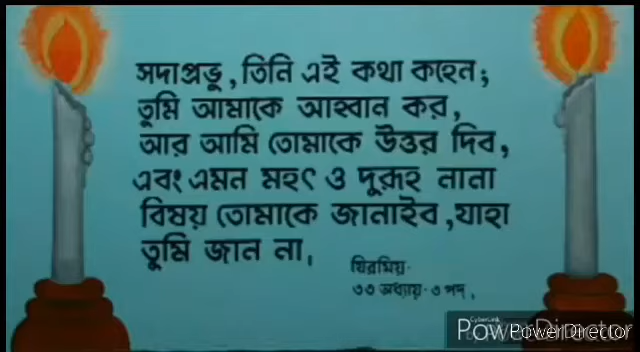 সদাপ্রভু, তিনি এই কথা কহেন;
তুমি আমাকে আহ্বান কর,
আর আমি তোমাকে উত্তর দিব,
এবং এমন মহৎ ও দুরূহ নানা
বিষয় তোমাকে জানাইব, যাহা
তুমি জান না।
যিরমিয়·
৩৩ অধ্যায়·৩ পদ।
CyberLink
PowerDirector